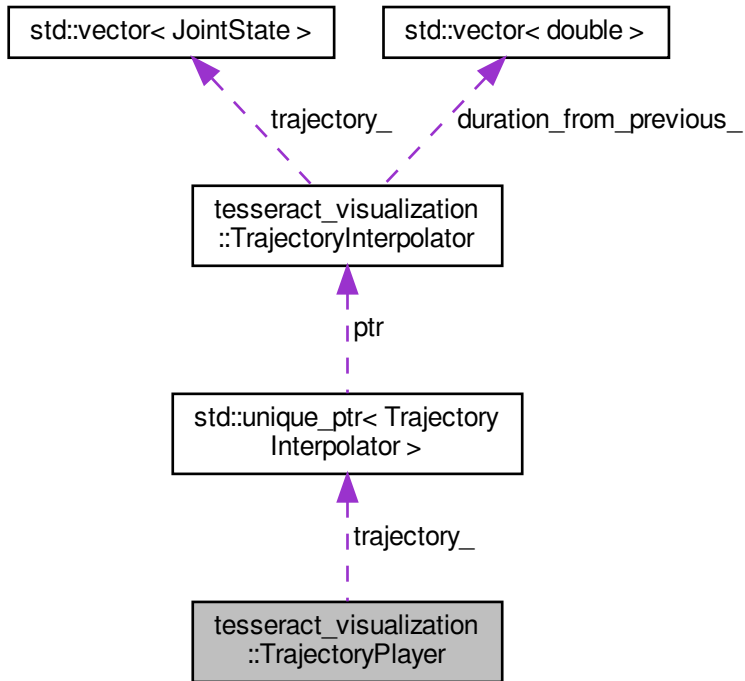 std::vector< JointState >
std::vector< double >
trajectory_
duration_from_previous_
tesseract_visualization
::TrajectoryInterpolator
ptr
std::unique_ptr< Trajectory
Interpolator >
trajectory_
tesseract_visualization
::TrajectoryPlayer